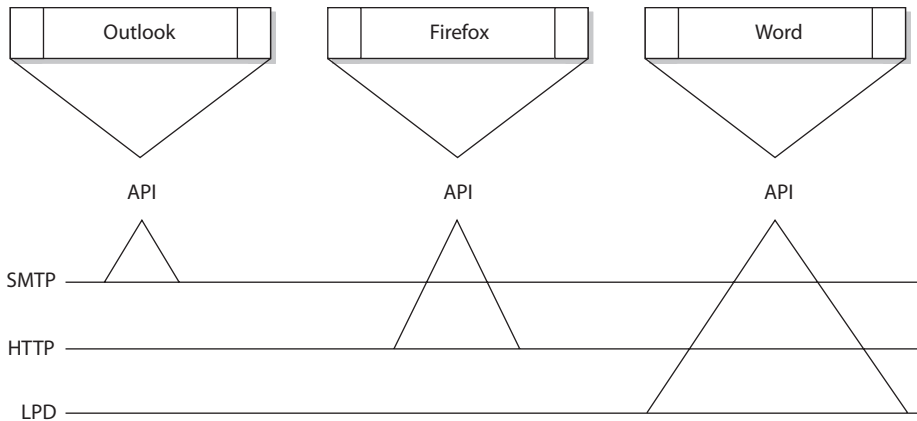 Outlook
Firefox
Word
API
API
API
SMTP
HTTP
LPD